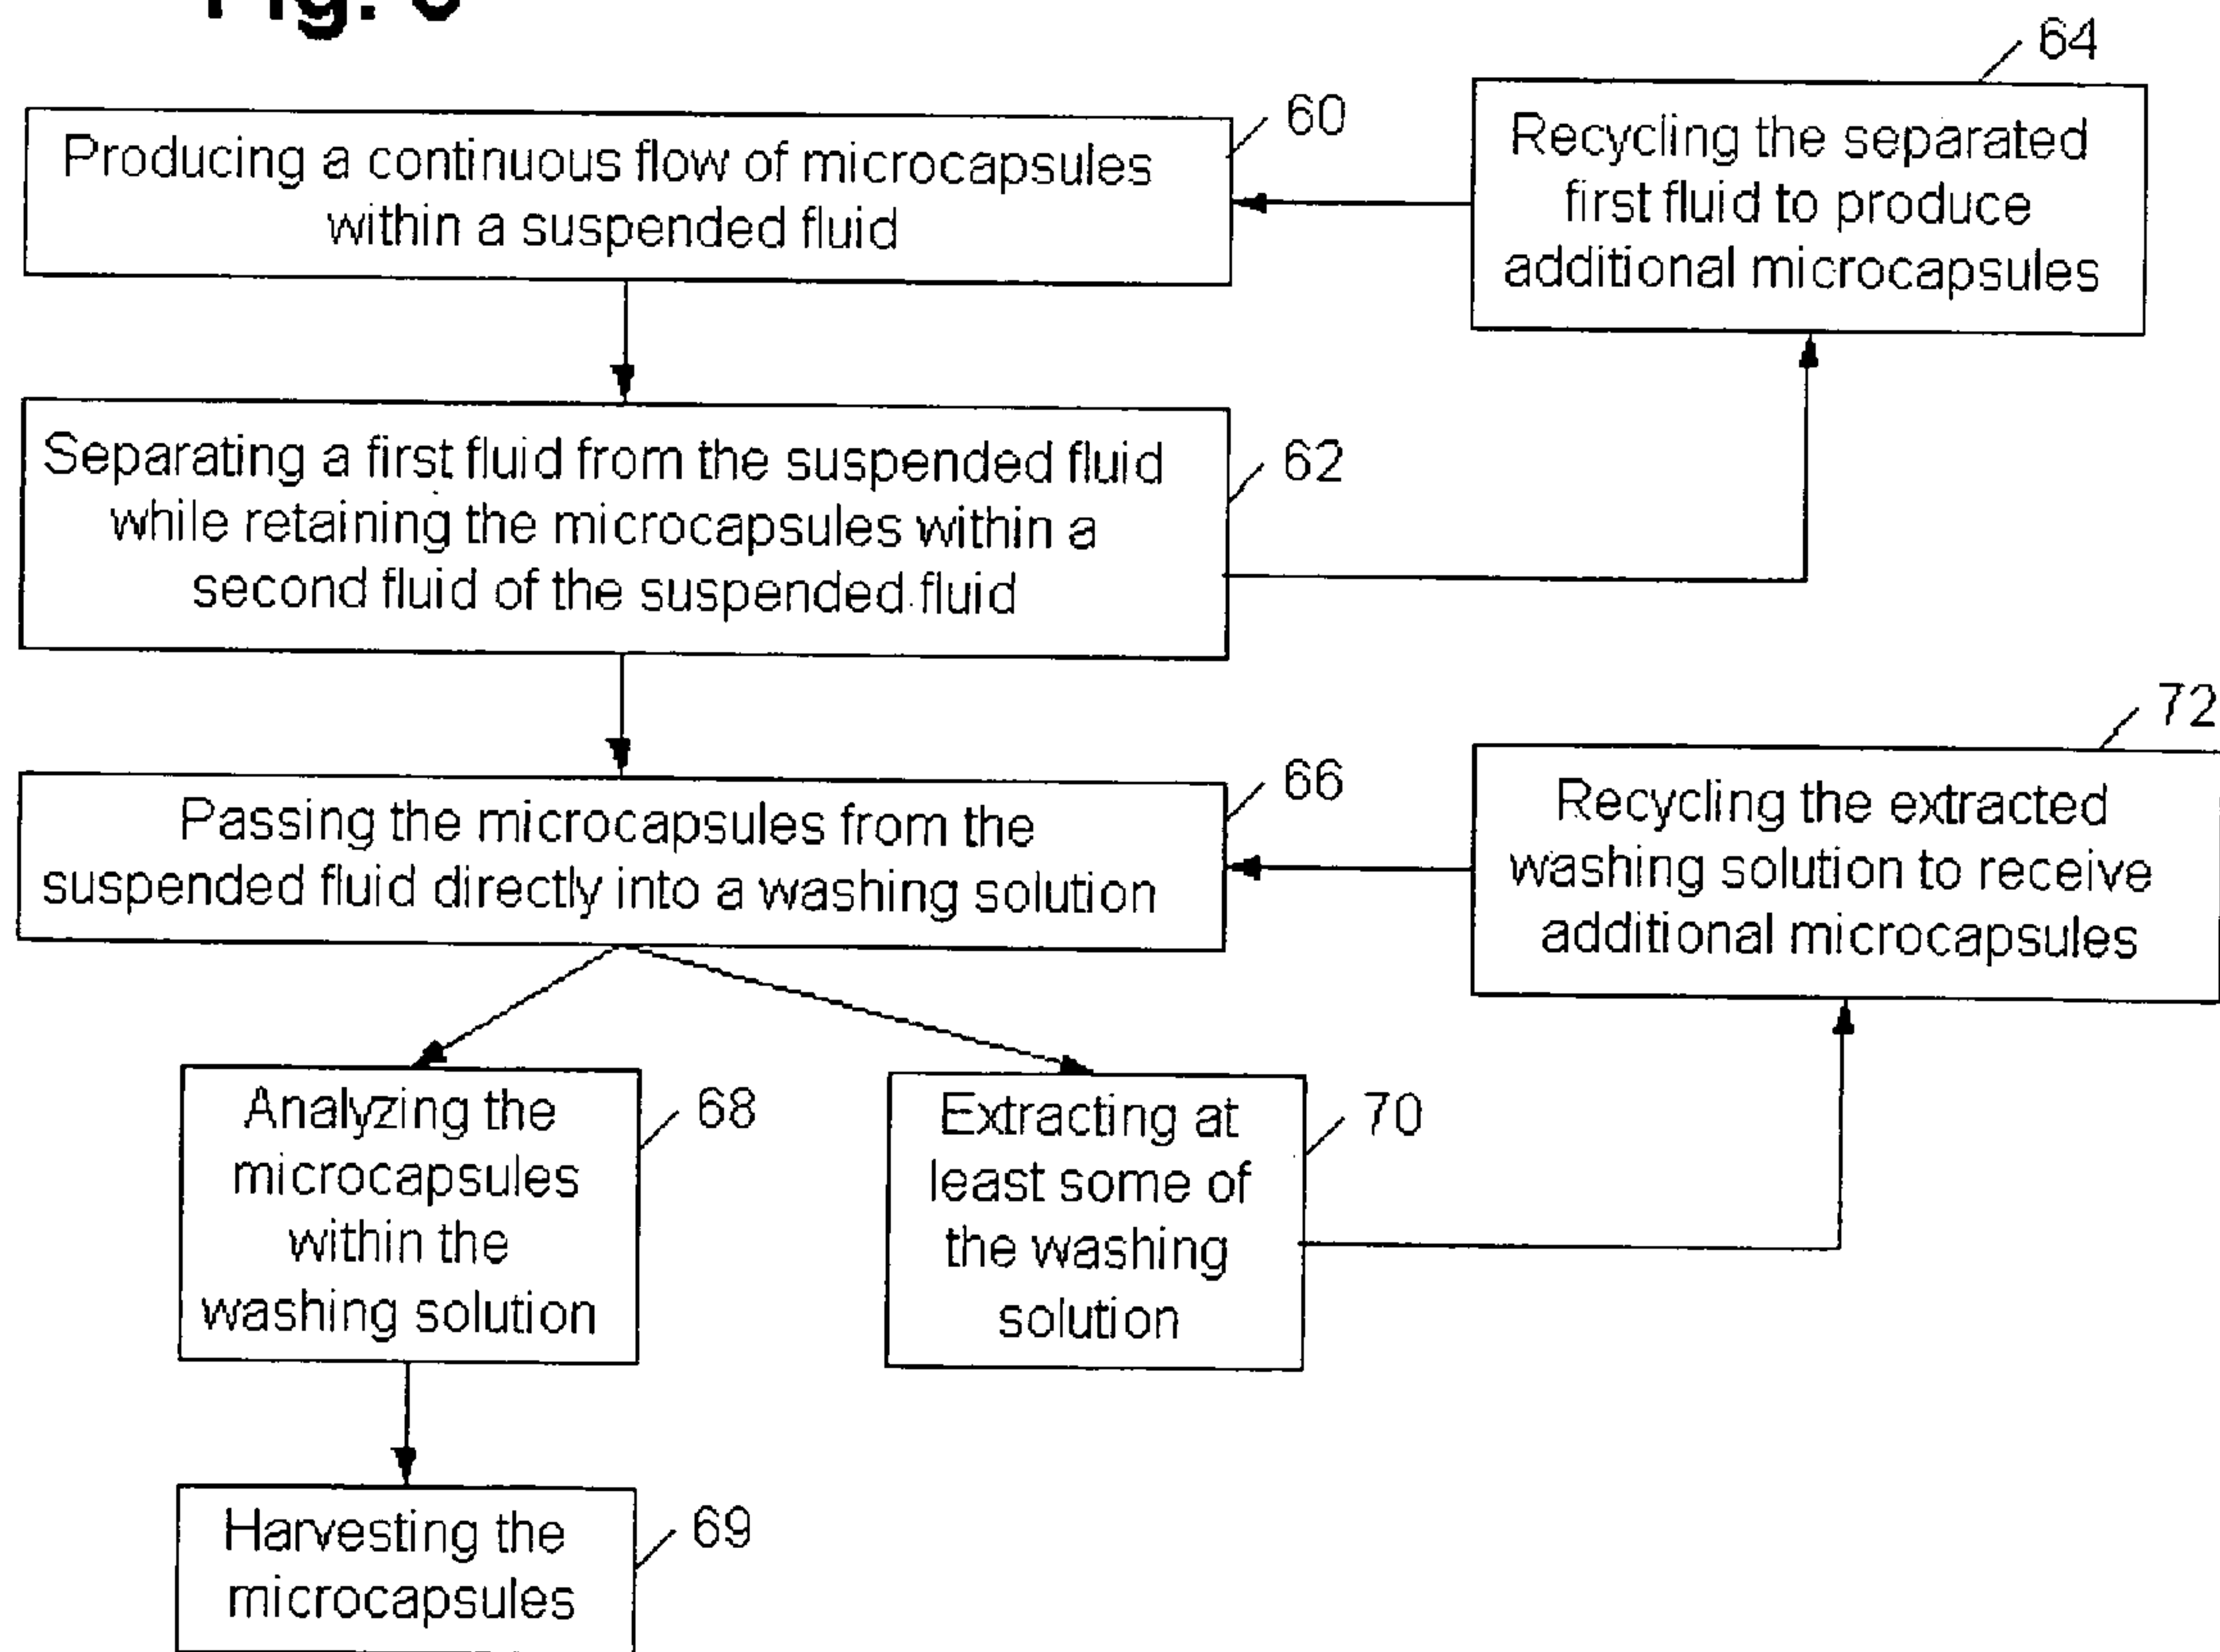 Fig.
64
60
Producing a continuous flow of microcapsules
within a suspended fluid
Recycling the separated
first fluid to produce
additional microcapsules
Separating a first fluid from the suspended fluid
while retaining the microcapsules within a
second fluid of the suspended fluid
62
72
66
Passing the microcapsules from the
suspended fluid directly into a washing solution
Recycling the extracted
washing solution to receive
additional microcapsules
Analyzing the
microcapsules
within the
washing solution
68
Extracting at
least some of
the washing
solution
70
Harvesting the
microcapsules
69